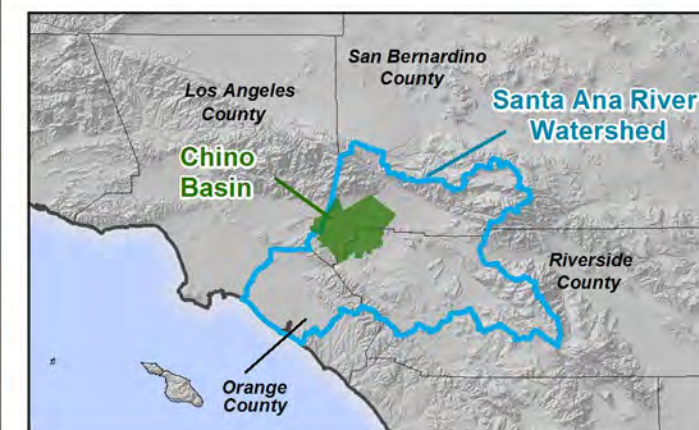 San Bernardino
County
Los Angeles
County
Santa Ana River
Watershed
Chino
Basin
Riverside
County
Orange
County